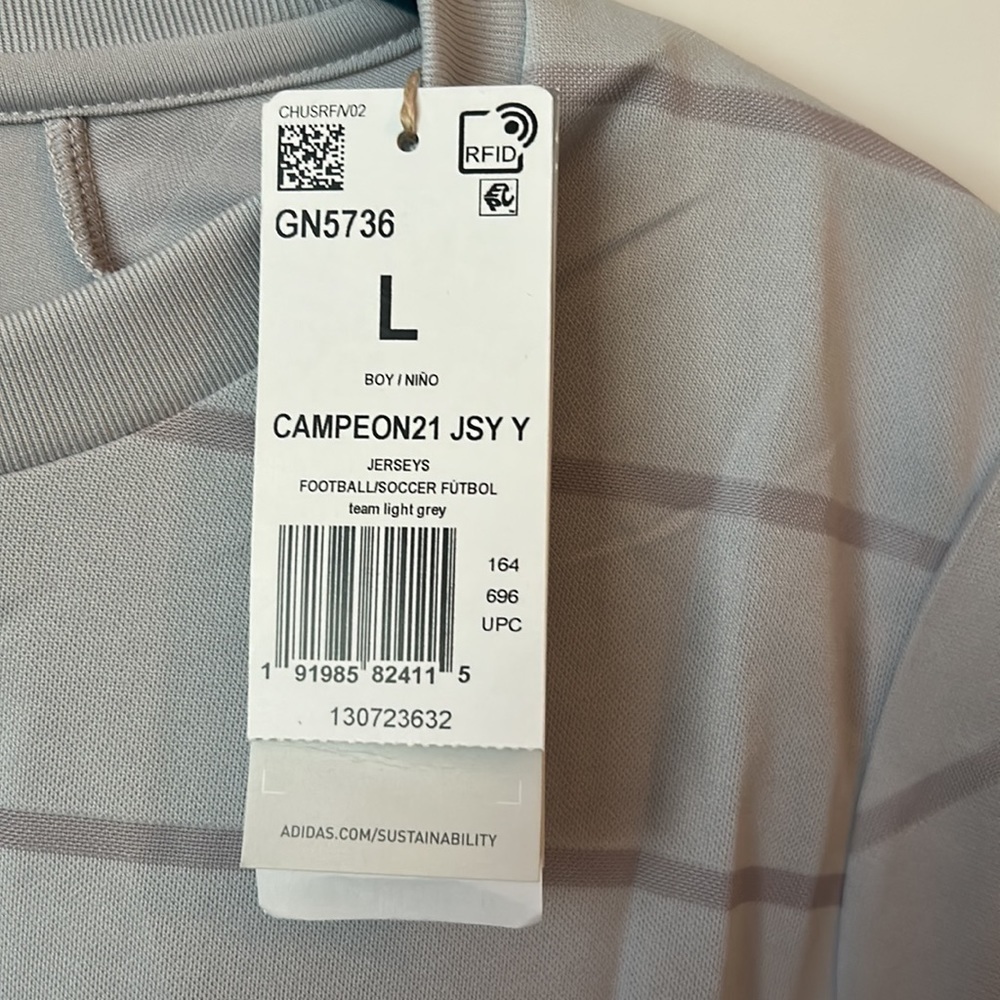 CHUSRF/V02
RFID
GN5736
L
BOY / NIÑO
CAMPEON21 JSY Y
JERSEYS
FOOTBALL/SOCCER FÙTBOL
team light grey
164
696
UPC
1 91985 82411 5
130723632
ADIDAS.COM/SUSTAINABILITY